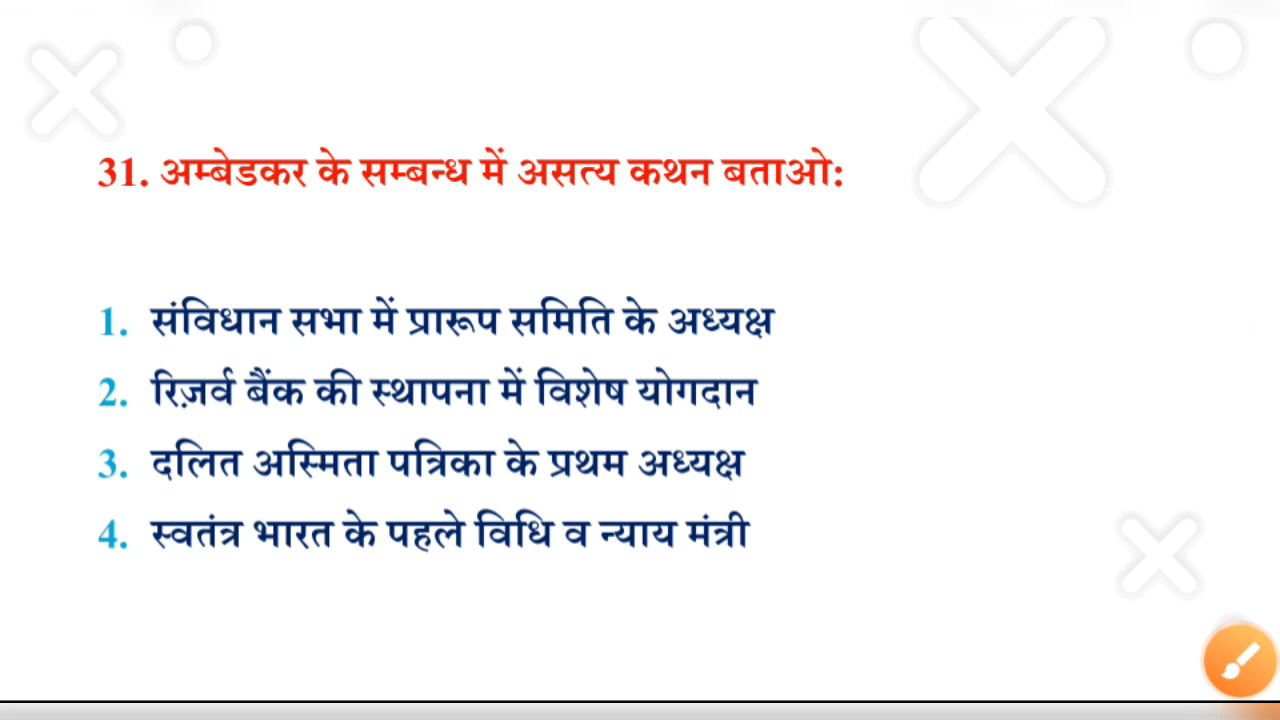 31. अम्बेडकर के सम्बन्ध में असत्य कथन बताओ:
1. संविधान सभा में प्रारूप समिति के अध्यक्ष
2. रिज़र्व बैंक की स्थापना में विशेष योगदान
3. दलित अस्मिता पत्रिका के प्रथम अध्यक्ष
4. स्वतंत्र भारत के पहले विधि व न्याय मंत्री